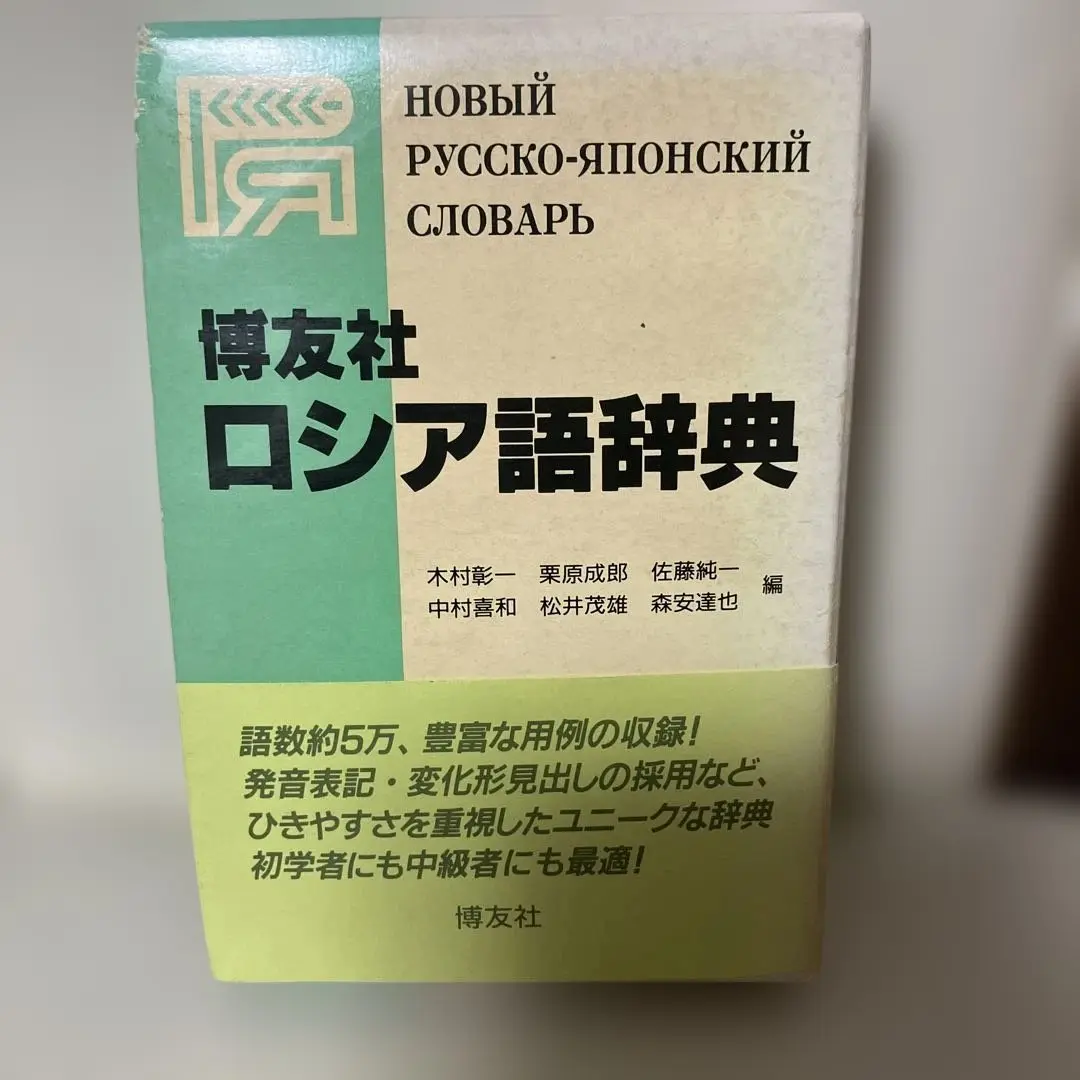 НОВЫЙ
РУССКО-ЯПОНСКИЙ
СЛОВАРЬ
博友社
ロシア語辞典
木村彰一 栗原成郎 佐藤純一
中村喜和 松井茂雄 森安達也 編
語数約5万、豊富な用例の収録!
発音表記・変化形見出しの採用など、
ひきやすさを重視したユニークな辞典
初学者にも中級者にも最適!
博友社